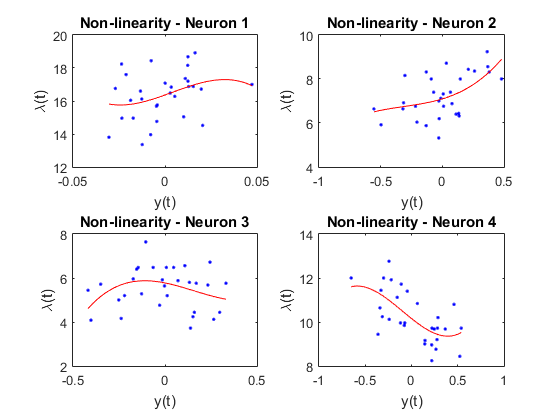 Non-linearity - Neuron 1
20
18
16
14
12
λ(t)
-0.05
0
0.05
y(t)
Non-linearity - Neuron 2
10
8
6
4
λ(t)
-1
-0.5
0
0.5
y(t)
Non-linearity - Neuron 3
8
6
4
2
λ(t)
-0.5
0
0.5
y(t)
Non-linearity - Neuron 4
14
12
10
8
λ(t)
-1
-0.5
0
0.5
1
y(t)